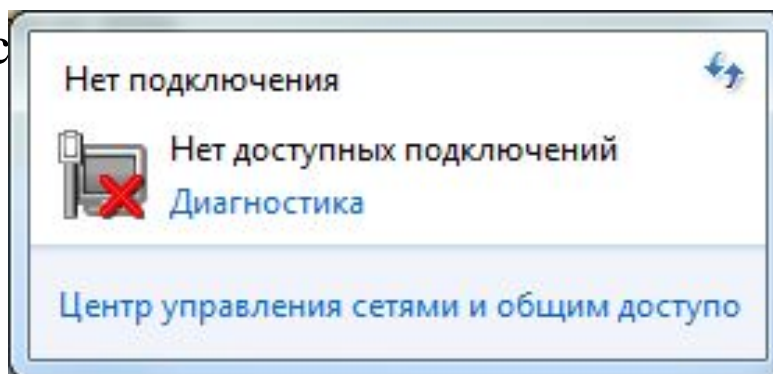 с
Нет подключения
Нет доступных подключений
Диагностика
Центр управления сетями и общим доступо